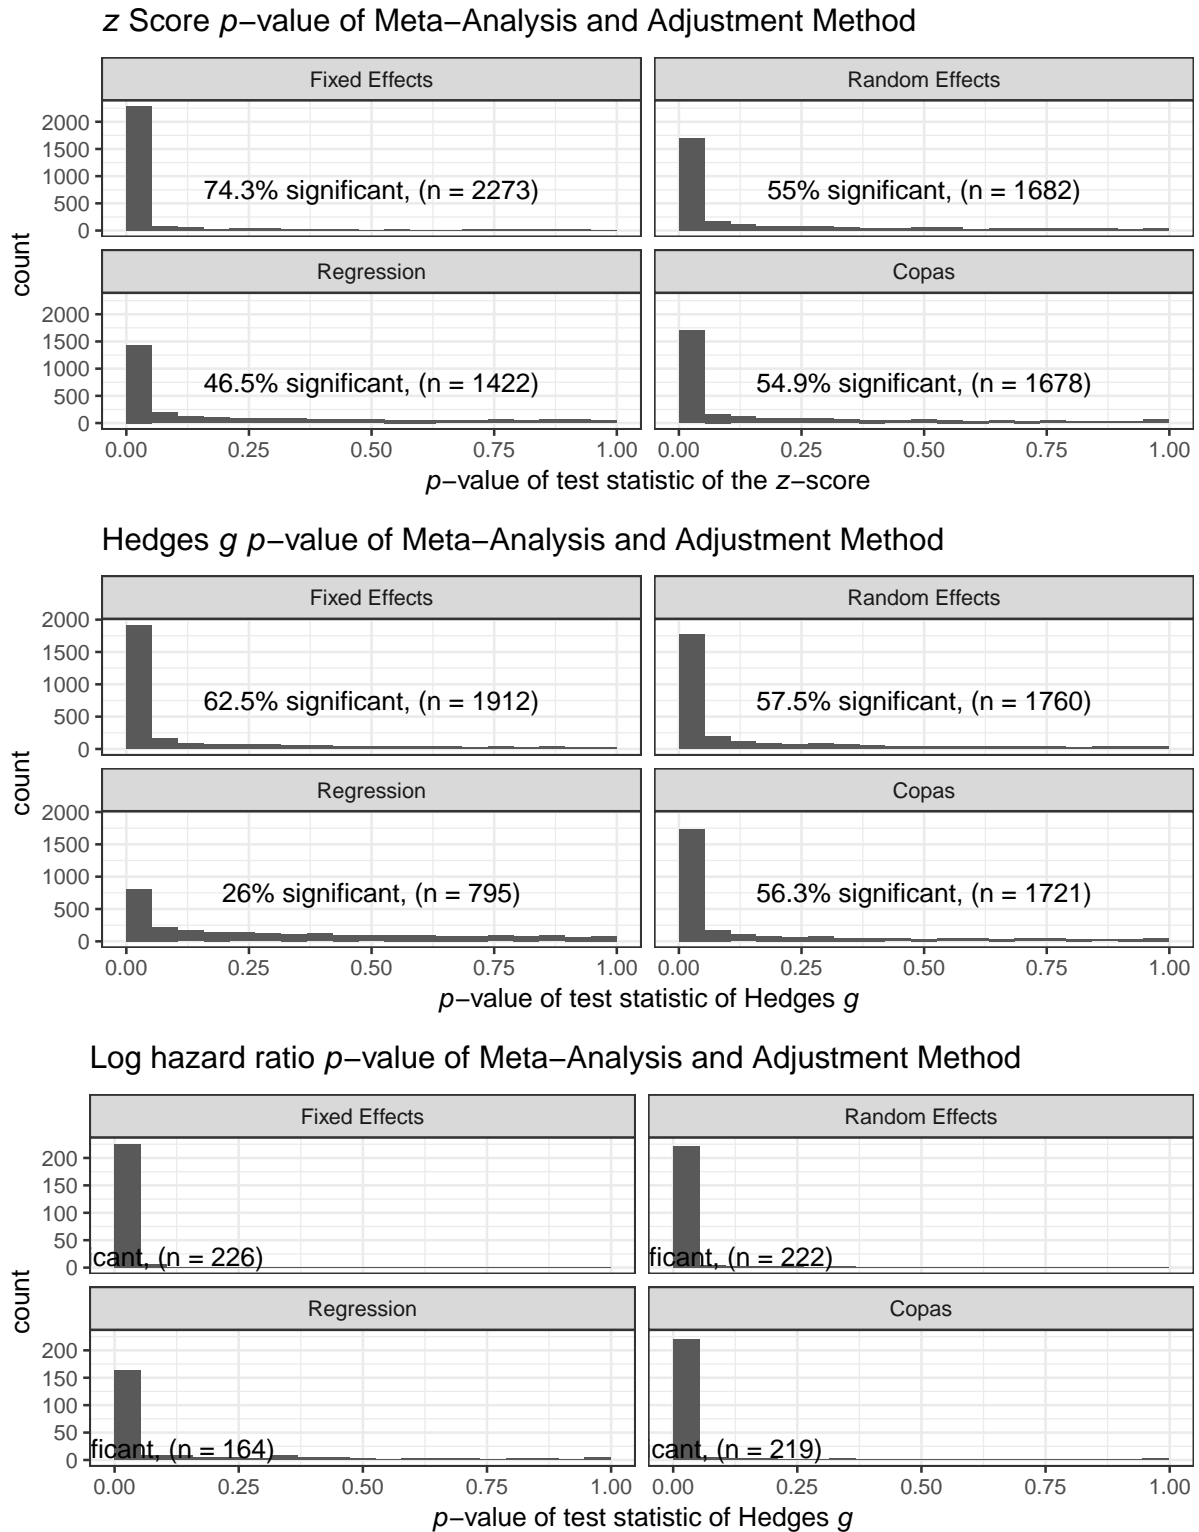 z Score p−value of Meta−Analysis and Adjustment Method
Fixed Effects
Random Effects
2000
1500
1000
500
0
74.3% significant, (n = 2273)
55% significant, (n = 1682)
count
Regression
Copas
2000
1500
1000
500
0
46.5% significant, (n = 1422)
54.9% significant, (n = 1678)
0.00 0.25 0.50 0.75 1.00 0.00 0.25 0.50 0.75 1.00
p−value of test statistic of the z−score
Hedges g p−value of Meta−Analysis and Adjustment Method
Fixed Effects
Random Effects
2000
1500
1000
500
0
62.5% significant, (n = 1912)
57.5% significant, (n = 1760)
count
Regression
Copas
2000
1500
1000
500
0
26% significant, (n = 795)
56.3% significant, (n = 1721)
0.00 0.25 0.50 0.75 1.00 0.00 0.25 0.50 0.75 1.00
p−value of test statistic of Hedges g
Log hazard ratio p−value of Meta−Analysis and Adjustment Method
Fixed Effects
Random Effects
200
150
100
50
0
cant, (n = 226)
ficant, (n = 222)
count
Regression
Copas
200
150
100
50
0
ficant, (n = 164)
cant, (n = 219)
0.00 0.25 0.50 0.75 1.00 0.00 0.25 0.50 0.75 1.00
p−value of test statistic of Hedges g